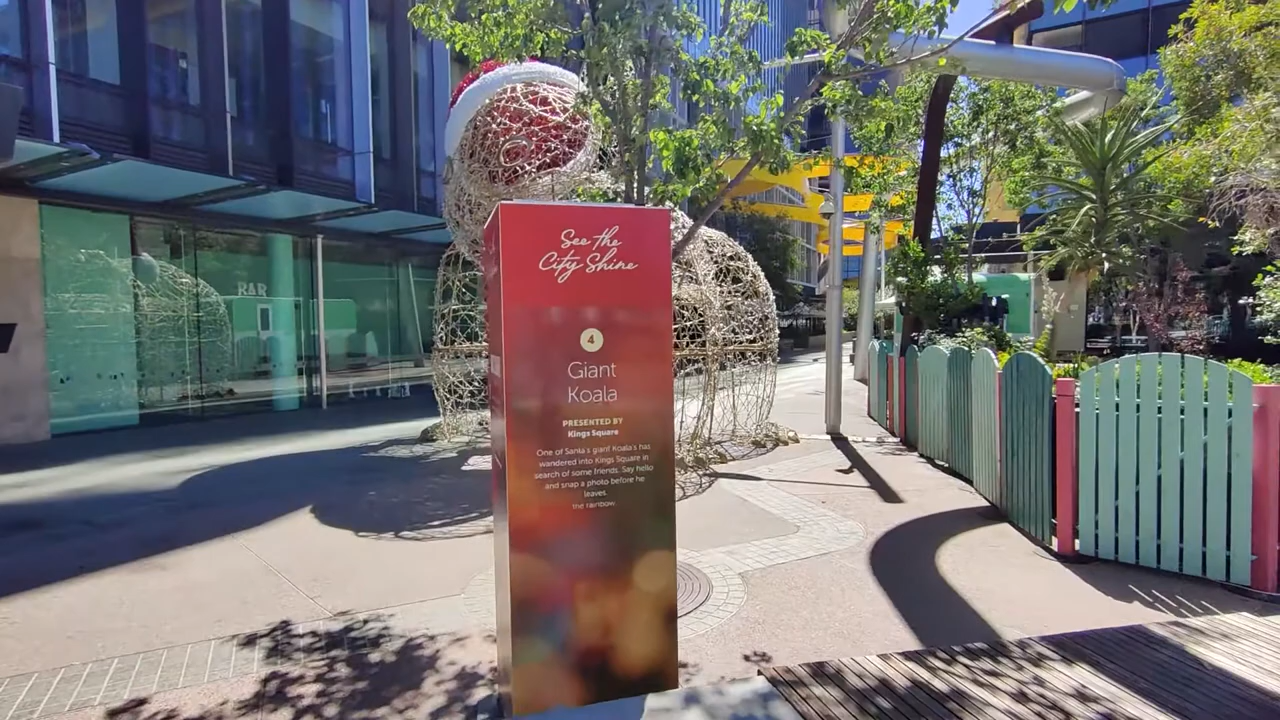 See the
City Shine
4
Giant
Koala
PRESENTED BY
Kings Square
One of Santa's giant Koala's has
wandered into Kings Square in
search of some friends. Say hello
and snap a photo before he
leaves.
the rainbow.
BAR